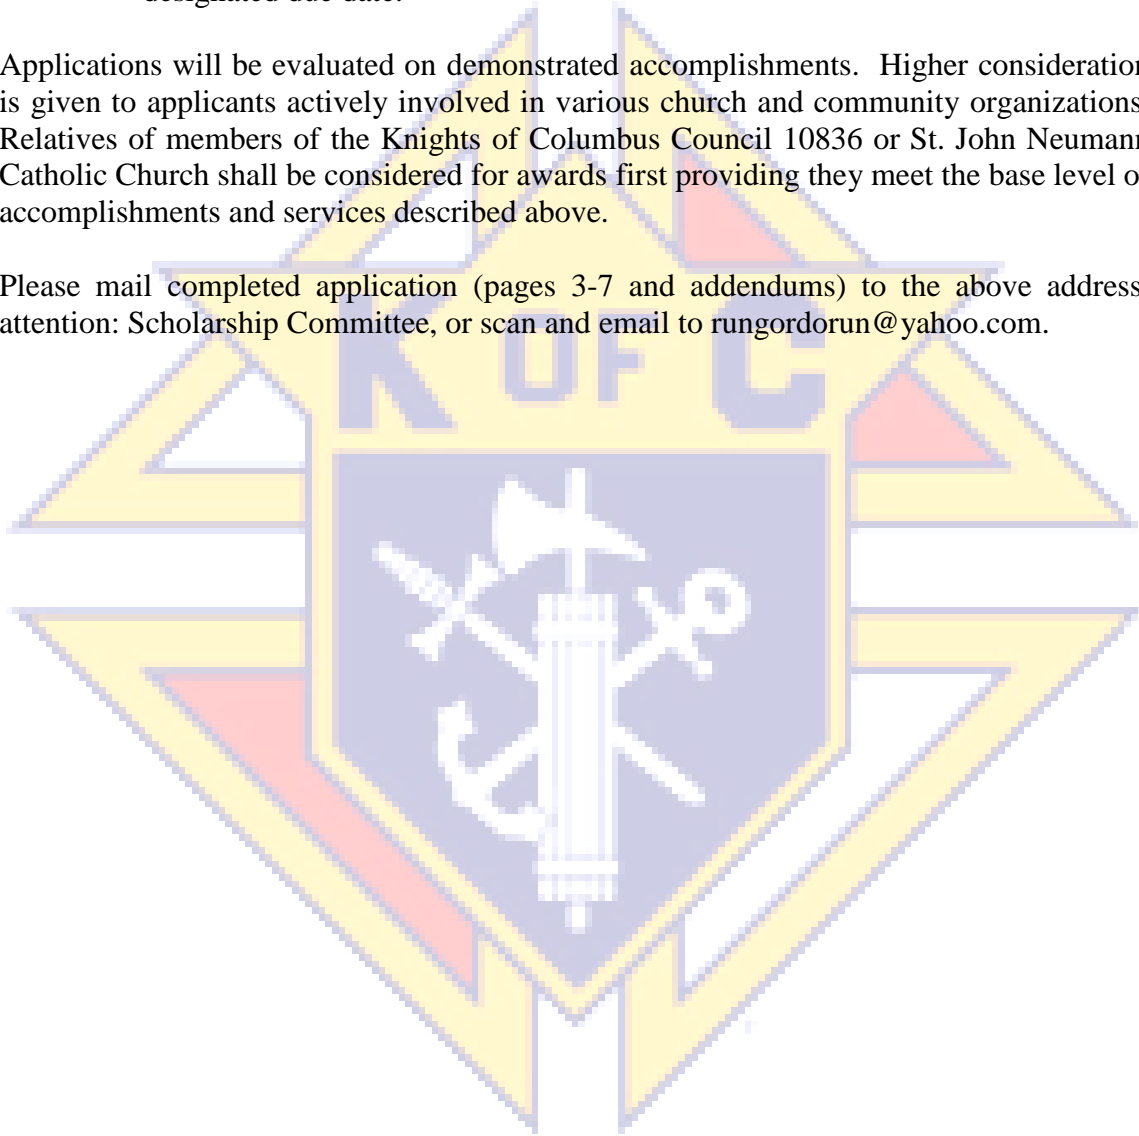 designated due date.
Applications will be evaluated on demonstrated accomplishments.  Higher consideration
is given to applicants actively involved in various church and community organizations
Relatives of members of the Knights of Columbus Council 10836 or St. John Neumann
Catholic Church shall be considered for awards first providing they meet the base level o
accomplishments and services described above.
Please mail completed application (pages 3-7 and addendums) to the above address
attention: Scholarship Committee, or scan and email to rungordorun@yahoo.com.
K OF C